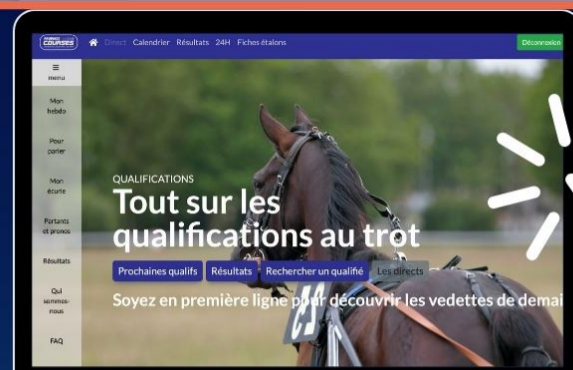 COURSES
Direct Calendrier Résultats 24H Fiches étalons
Déconnexion
menu
Mon
hebdo
Pour
parier
Mon
écurie
Partants
et pronos
Résultats
Qui
sommes-
nous
FAQ
QUALIFICATIONS
Tout sur les
qualifications au trot
Prochaines qualifs Résultats Rechercher un qualifié Les directs
Soyez en première ligne pour découvrir les vedettes de demai